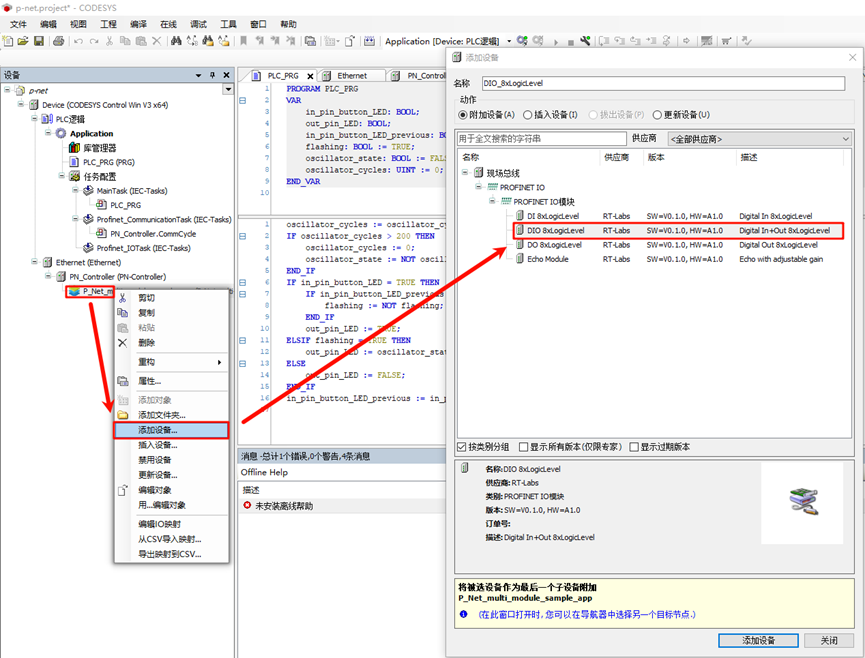 p-net.project* - CODESYS
文件 编辑 视图 工程 编译 在线 调试 工具 窗口 帮助
Application [Device: PLC逻辑]
设备
p-net
Device (CODESYS Control Win V3 x64)
PLC逻辑
Application
库管理器
PLC_PRG (PRG)
任务配置
MainTask (IEC-Tasks)
PLC_PRG
Profinet_CommunicationTask (IEC-Tasks)
PN_Controller.CommCycle
Profinet_IOTask (IEC-Tasks)
Ethernet (Ethernet)
PN_Controller (PN-Controller)
P_Net_m
剪切
复制
粘贴
删除
重构
属性...
添加对象
添加文件夹...
添加设备...
插入设备...
禁用设备
更新设备...
编辑对象
用...编辑对象
编辑IO映射
从CSV导入映射...
导出映射到CSV...
PLC_PRG Ethernet PN_Control
1 PROGRAM PLC_PRG
2 VAR
3 in_pin_button_LED: BOOL;
4 out_pin_LED: BOOL;
5 in_pin_button_LED_previous: BO
6 flashing: BOOL := TRUE;
7 oscillator_state: BOOL := FAL
8 oscillator_cycles: UINT := 0;
9 END_VAR
10
1 oscillator_cycles := oscillator_cy
2 IF oscillator_cycles > 200 THEN
3 oscillator_cycles := 0;
4 oscillator_state := NOT oscill
5 END_IF
6 IF in_pin_button_LED = TRUE THEN
7 IF in_pin_button_LED_previous
8 flashing := NOT flashing;
9 END_IF
10 out_pin_LED := TRUE;
11 ELSIF flashing = TRUE THEN
12 out_pin_LED := oscillator_stat
13 ELSE
14 out_pin_LED := FALSE;
15 END_IF
16 in_pin_button_LED_previous := in_p
消息 -总计1个错误,0个警告,4条消息
Offline Help
描述
未安装离线帮助
添加设备
名称 DIO_8xLogicLevel
动作
附加设备(A) 插入设备(I) 拔出设备(P) 更新设备(U)
用于全文搜索的字符串 供应商 <全部供应商>
名称 供应商 版本 描述
现场总线
PROFINET IO
PROFINET IO模块
DI 8xLogicLevel RT-Labs SW=V0.1.0, HW=A1.0 Digital In 8xLogicLevel
DIO 8xLogicLevel RT-Labs SW=V0.1.0, HW=A1.0 Digital In+Out 8xLogicLevel
DO 8xLogicLevel RT-Labs SW=V0.1.0, HW=A1.0 Digital Out 8xLogicLevel
Echo Module RT-Labs SW=V0.1.0, HW=A1.0 Echo with adjustable gain
按类别分组 显示所有版本(仅限专家) 显示过期版本
名称:DIO 8xLogicLevel
供应商:RT-Labs
类别:PROFINET IO模块
版本:SW=V0.1.0, HW=A1.0
订单号:
描述:Digital In+Out 8xLogicLevel
将被选设备作为最后一个子设备附加
P_Net_multi_module_sample_app
(在此窗口打开时,您可以在导航器中选择另一个目标节点.)
添加设备 关闭